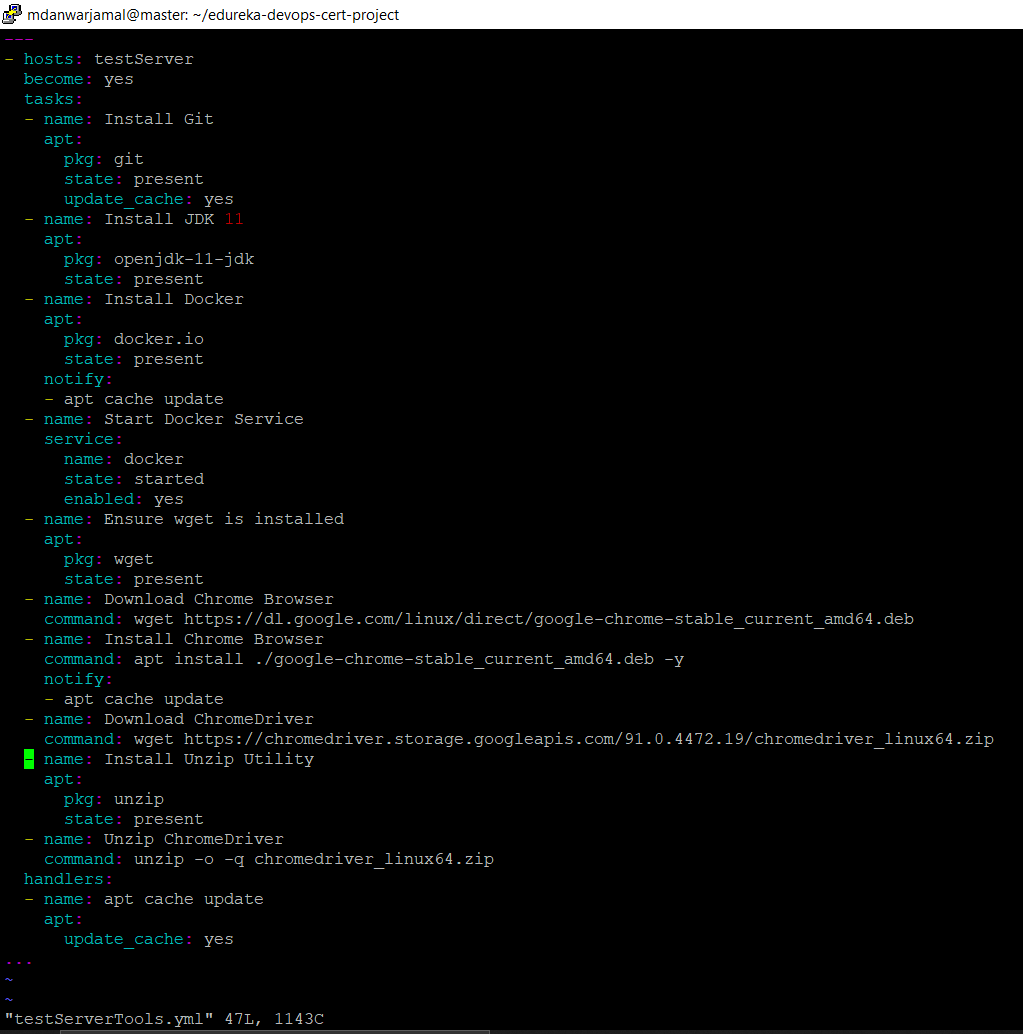 mdanwarjamal@master: ~/edureka-devops-cert-project
---
- hosts: testServer
  become: yes
  tasks:
  - name: Install Git
    apt:
      pkg: git
      state: present
      update_cache: yes
  - name: Install JDK 11
    apt:
      pkg: openjdk-11-jdk
      state: present
  - name: Install Docker
    apt:
      pkg: docker.io
      state: present
    notify:
    - apt cache update
  - name: Start Docker Service
    service:
      name: docker
      state: started
      enabled: yes
  - name: Ensure wget is installed
    apt:
      pkg: wget
      state: present
  - name: Download Chrome Browser
    command: wget https://dl.google.com/linux/direct/google-chrome-stable_current_amd64.deb
  - name: Install Chrome Browser
    command: apt install ./google-chrome-stable_current_amd64.deb -y
    notify:
    - apt cache update
  - name: Download ChromeDriver
    command: wget https://chromedriver.storage.googleapis.com/91.0.4472.19/chromedriver_linux64.zip
  - name: Install Unzip Utility
    apt:
      pkg: unzip
      state: present
  - name: Unzip ChromeDriver
    command: unzip -o -q chromedriver_linux64.zip
  handlers:
  - name: apt cache update
    apt:
      update_cache: yes
...
~
~
"testServerTools.yml" 47L, 1143C